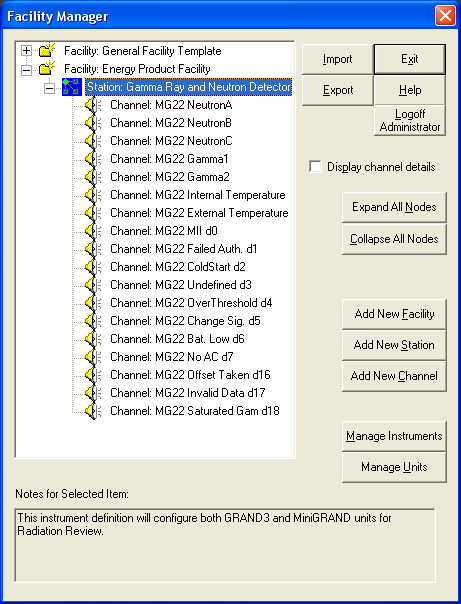 Facility Manager
Facility: General Facility Template
Facility: Energy Product Facility
Station: Gamma Ray and Neutron Detector
Channel: MG22 NeutronA
Channel: MG22 NeutronB
Channel: MG22 NeutronC
Channel: MG22 Gamma1
Channel: MG22 Gamma2
Channel: MG22 Internal Temperature
Channel: MG22 External Temperature
Channel: MG22 MII d0
Channel: MG22 Failed Auth. d1
Channel: MG22 ColdStart d2
Channel: MG22 Undefined d3
Channel: MG22 OverThreshold d4
Channel: MG22 Change Sig. d5
Channel: MG22 Bat. Low d6
Channel: MG22 No AC d7
Channel: MG22 Offset Taken d16
Channel: MG22 Invalid Data d17
Channel: MG22 Saturated Gam d18
Import
Exit
Export
Help
Logoff
Administrator
Display channel details
Expand All Nodes
Collapse All Nodes
Add New Facility
Add New Station
Add New Channel
Manage Instruments
Manage Units
Notes for Selected Item:
This instrument definition will configure both GRAND3 and MiniGRAND units for
Radiation Review.